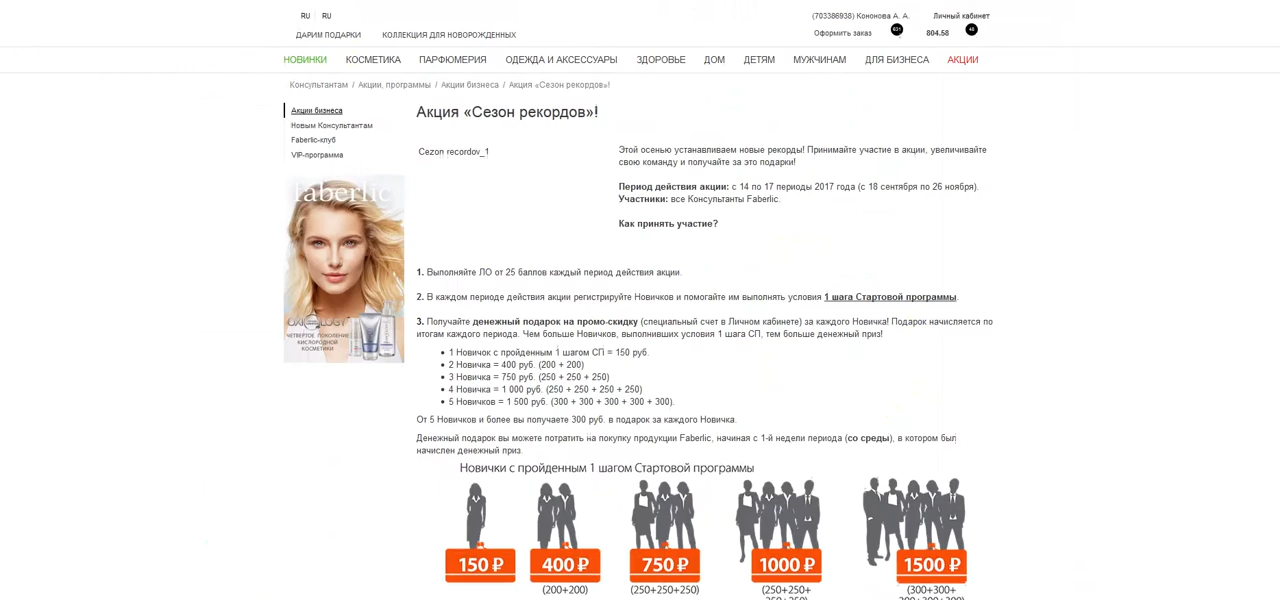 RU RU
(703386938) Кононова А. А. Личный кабинет
ДАРИМ ПОДАРКИ КОЛЛЕКЦИЯ ДЛЯ НОВОРОЖДЕННЫХ
Оформить заказ 804.58
НОВИНКИ КОСМЕТИКА ПАРФЮМЕРИЯ ОДЕЖДА И АКСЕССУАРЫ ЗДОРОВЬЕ ДОМ ДЕТЯМ МУЖЧИНАМ ДЛЯ БИЗНЕСА АКЦИИ
Консультантам / Акции, программы / Акции бизнеса / Акция «Сезон рекордов»!
Акции бизнеса
Новым Консультантам
Faberlic-клуб
VIP-программа
faberlic
OXIOLOGY
ЧЕТВЕРТОЕ ПОКОЛЕНИЕ
КИСЛОРОДНОЙ
КОСМЕТИКИ
Акция «Сезон рекордов»!
Cezon recordov_1
Этой осенью устанавливаем новые рекорды! Принимайте участие в акции, увеличивайте
свою команду и получайте за это подарки!
Период действия акции: с 14 по 17 периоды 2017 года (с 18 сентября по 26 ноября).
Участники: все Консультанты Faberlic.
Как принять участие?
1. Выполняйте ЛО от 25 баллов каждый период действия акции.
2. В каждом периоде действия акции регистрируйте Новичков и помогайте им выполнять условия 1 шага Стартовой программы.
3. Получайте денежный подарок на промо-скидку (специальный счет в Личном кабинете) за каждого Новичка! Подарок начисляется по
итогам каждого периода. Чем больше Новичков, выполнивших условия 1 шага СП, тем больше денежный приз!
• 1 Новичок с пройденным 1 шагом СП = 150 руб.
• 2 Новичка = 400 руб. (200 + 200)
• 3 Новичка = 750 руб. (250 + 250 + 250)
• 4 Новичка = 1 000 руб. (250 + 250 + 250 + 250)
• 5 Новичков = 1 500 руб. (300 + 300 + 300 + 300 + 300).
От 5 Новичков и более вы получаете 300 руб. в подарок за каждого Новичка.
Денежный подарок вы можете потратить на покупку продукции Faberlic, начиная с 1-й недели периода (со среды), в котором был
начислен денежный приз.
Новички с пройденным 1 шагом Стартовой программы
150 ₽ 400 ₽ 750 ₽ 1000 ₽ 1500 ₽
(200+200) (250+250+250) (250+250+ (300+300+